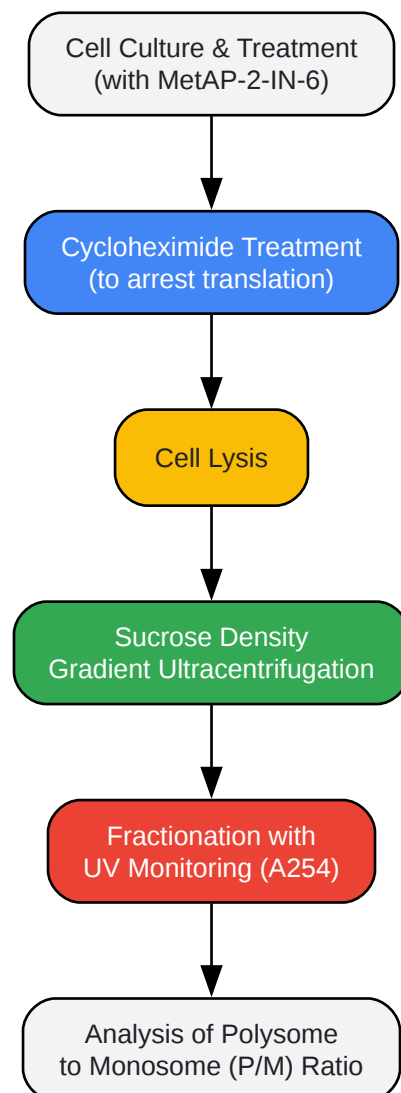 Cell Culture & Treatment
(with MetAP-2-IN-6)
Cycloheximide Treatment
(to arrest translation)
Cell Lysis
Sucrose Density
Gradient Ultracentrifugation
Fractionation with
UV Monitoring (A254)
Analysis of Polysome
to Monosome (P/M) Ratio